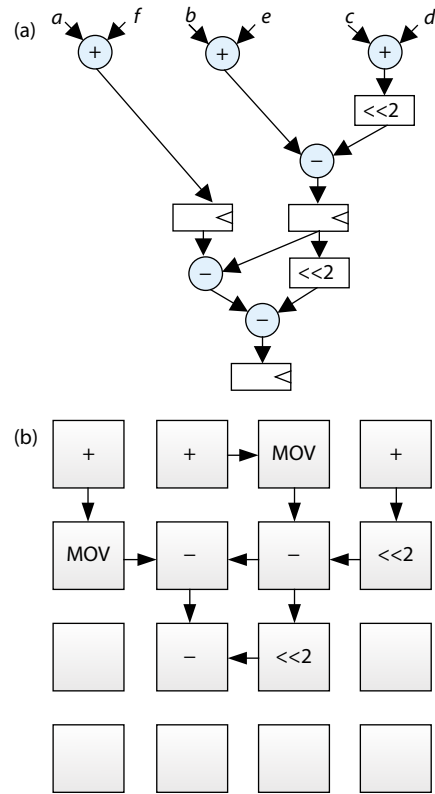 (a)
a f b e c d
+ + +
<<2
−
− <<2
−
(b)
+ + MOV +
MOV − − <<2
− <<2